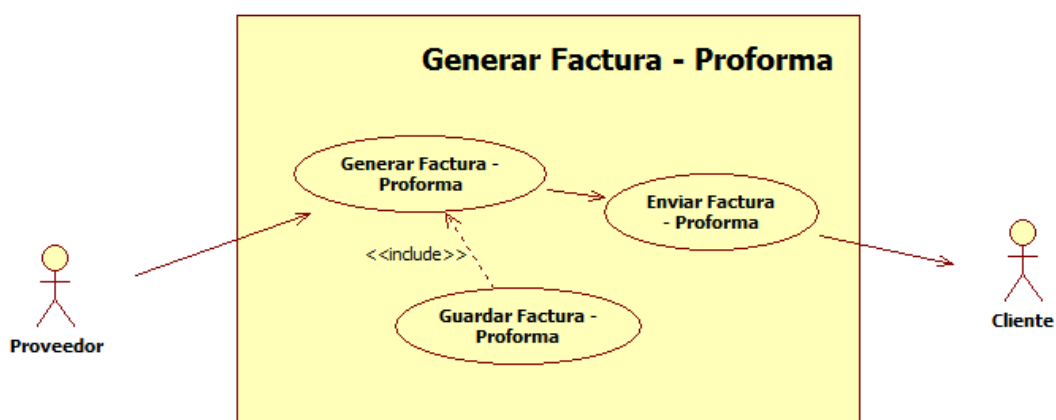 Generar Factura - Proforma
Generar Factura -
Proforma
Enviar Factura
- Proforma
<<include>>
Guardar Factura -
Proforma
Proveedor
Cliente